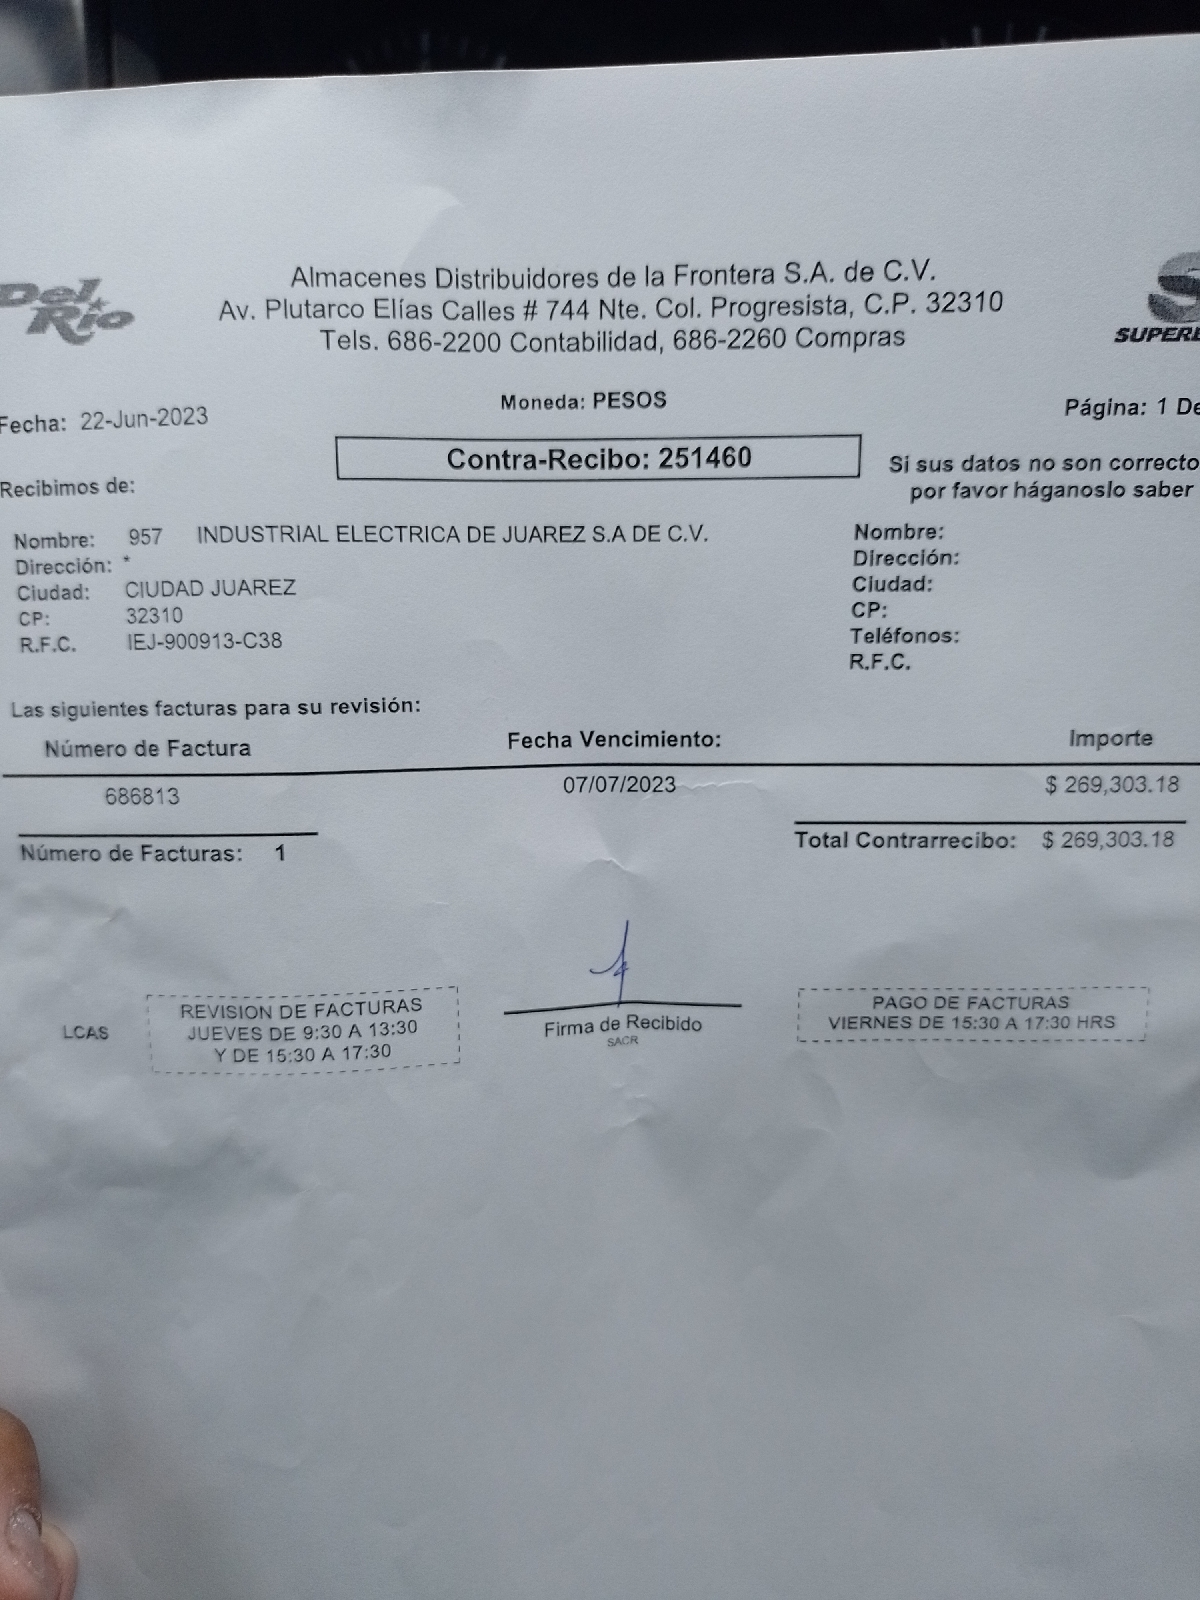 Del Rio
Almacenes Distribuidores de la Frontera S.A. de C.V.
Av. Plutarco Elías Calles # 744 Nte. Col. Progresista, C.P. 32310
Tels. 686-2200 Contabilidad, 686-2260 Compras
S
SUPERE
Fecha: 22-Jun-2023
Moneda: PESOS
Página: 1 De
Contra-Recibo: 251460
Si sus datos no son correcto
por favor háganoslo saber
Recibimos de:
Nombre: 957 INDUSTRIAL ELECTRICA DE JUAREZ S.A DE C.V.
Dirección: *
Ciudad: CIUDAD JUAREZ
CP: 32310
R.F.C. IEJ-900913-C38
Nombre:
Dirección:
Ciudad:
CP:
Teléfonos:
R.F.C.
Las siguientes facturas para su revisión:
Número de Factura Fecha Vencimiento: Importe
686813 07/07/2023 $ 269,303.18
Número de Facturas: 1 Total Contrarrecibo: $ 269,303.18
LCAS
REVISION DE FACTURAS
JUEVES DE 9:30 A 13:30
Y DE 15:30 A 17:30
Firma de Recibido
SACR
PAGO DE FACTURAS
VIERNES DE 15:30 A 17:30 HRS